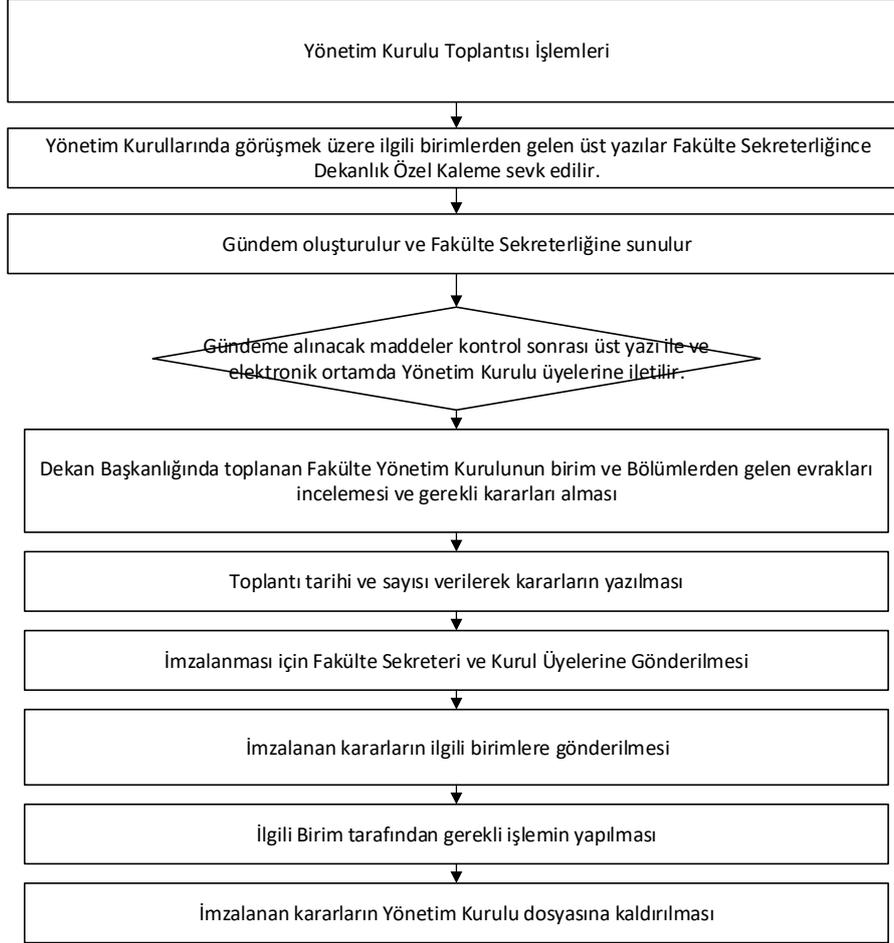 Yönetim Kurulu Toplantısı İşlemleri
Yönetim Kurullarında görüşmek üzere ilgili birimlerden gelen üst yazılar Fakülte Sekreterliğince
Dekanlık Özel Kaleme sevk edilir.
Gündem oluşturulur ve Fakülte Sekreterliğine sunulur
Gündeme alınacak maddeler kontrol sonrası üst yazı ile ve
elektronik ortamda Yönetim Kurulu üyelerine iletilir.
Dekan Başkanlığında toplanan Fakülte Yönetim Kurulunun birim ve Bölümlerden gelen evrakları
incelemesi ve gerekli kararları alması
Toplantı tarihi ve sayısı verilerek kararların yazılması
İmzalanması için Fakülte Sekreteri ve Kurul Üyelerine Gönderilmesi
İmzalanan kararların ilgili birimlere gönderilmesi
İlgili Birim tarafından gerekli işlemin yapılması
İmzalanan kararların Yönetim Kurulu dosyasına kaldırılması